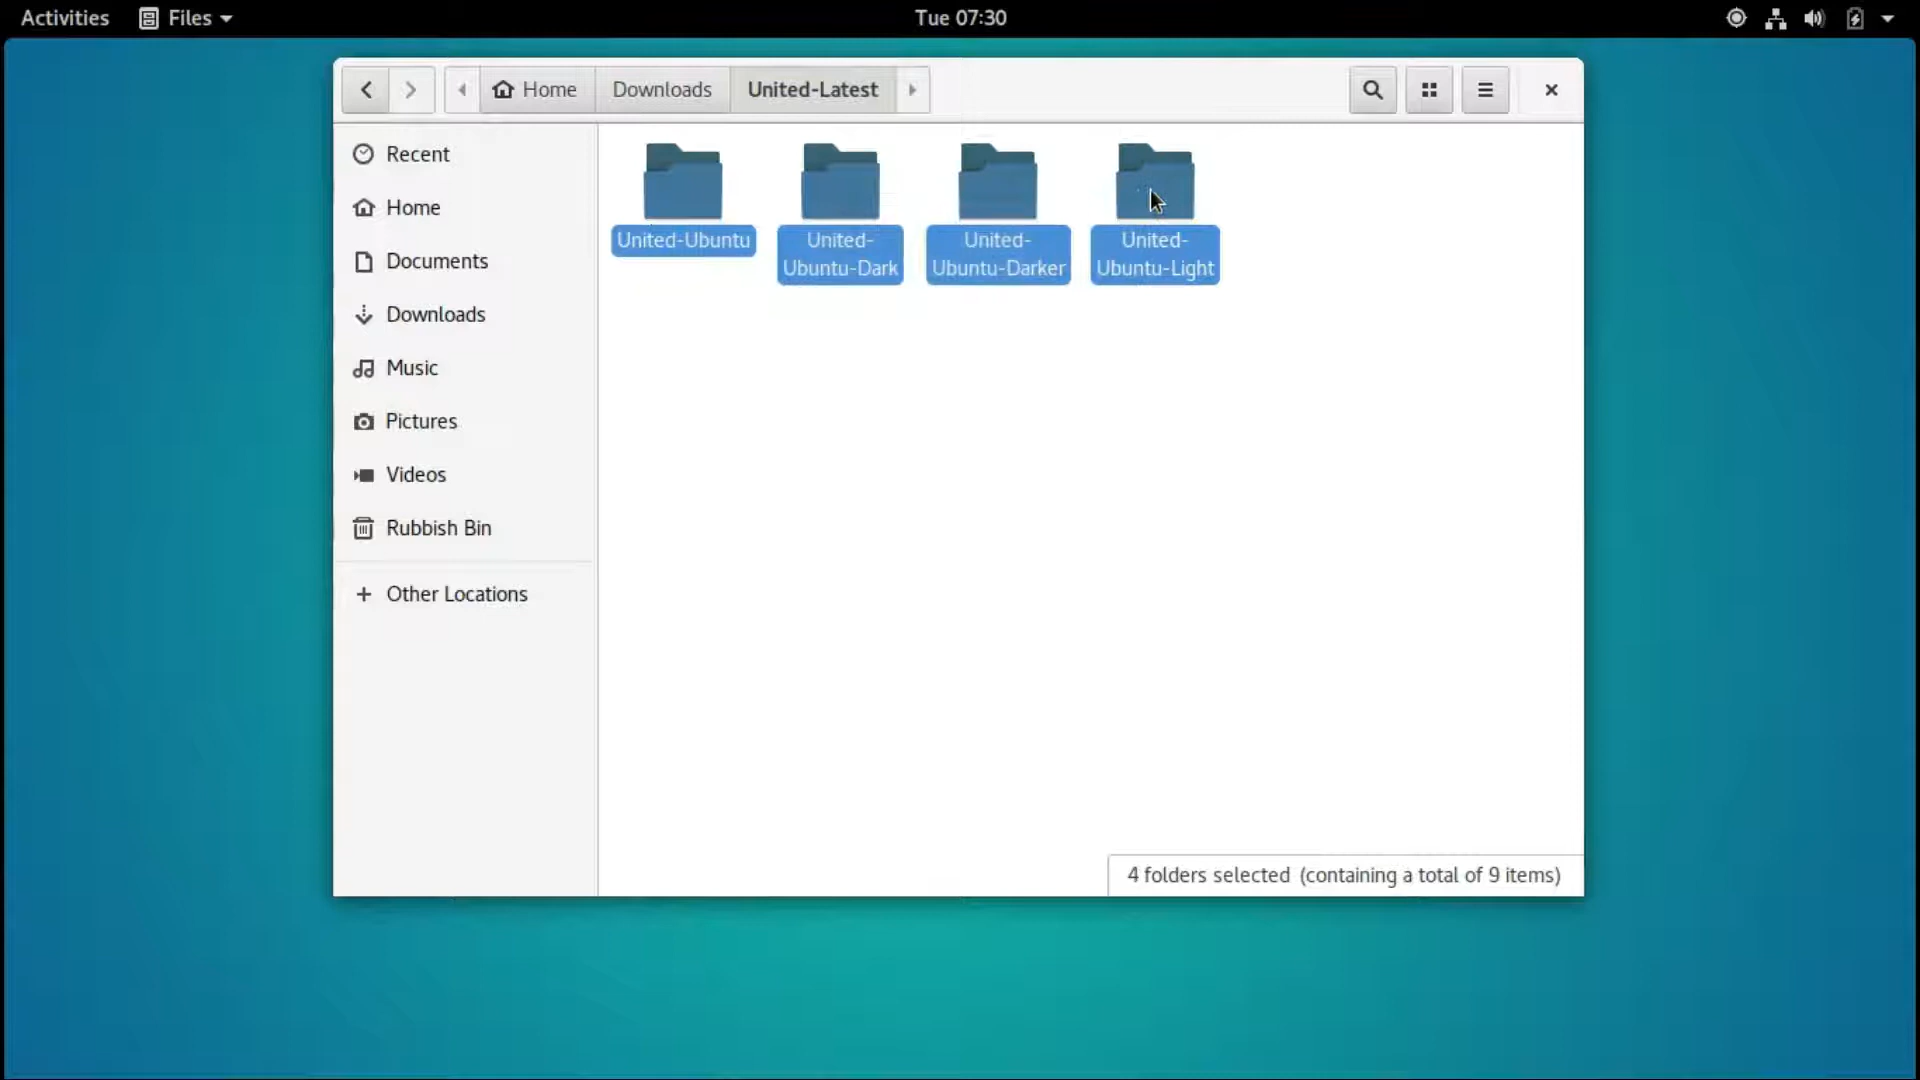 Activities Files Tue 07:30
Home Downloads United-Latest
Recent
Home
Documents
Downloads
Music
Pictures
Videos
Rubbish Bin
Other Locations
United-Ubuntu
United-
Ubuntu-Dark
United-
Ubuntu-Darker
United-
Ubuntu-Light
4 folders selected (containing a total of 9 items)